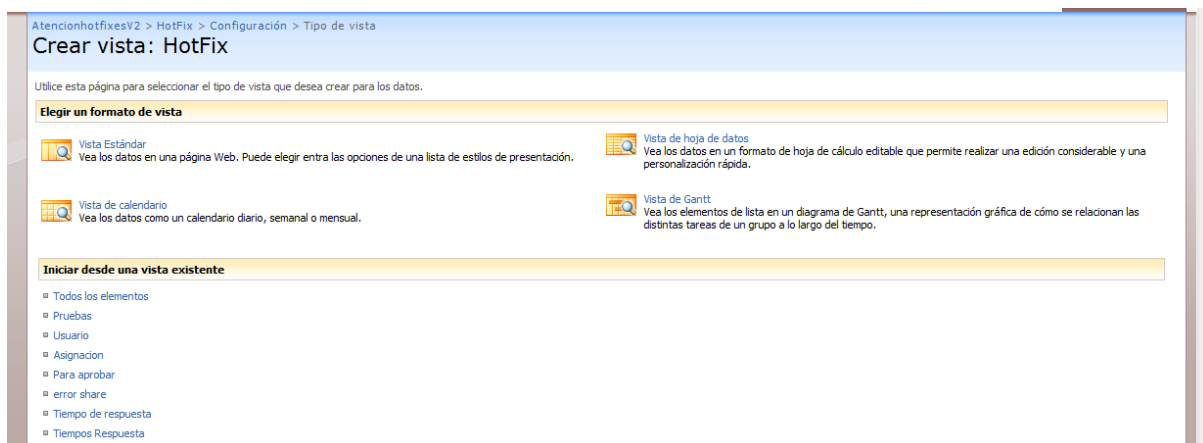 AtencionhotfixesV2 > HotFix > Configuración > Tipo de vista
Crear vista: HotFix
Utilice esta página para seleccionar el tipo de vista que desea crear para los datos.
Elegir un formato de vista
Vista Estándar
Vea los datos en una página Web. Puede elegir entra las opciones de una lista de estilos de presentación.
Vista de hoja de datos
Vea los datos en un formato de hoja de cálculo editable que permite realizar una edición considerable y una
personalización rápida.
Vista de calendario
Vea los datos como un calendario diario, semanal o mensual.
Vista de Gantt
Vea los elementos de lista en un diagrama de Gantt, una representación gráfica de cómo se relacionan las
distintas tareas de un grupo a lo largo del tiempo.
Iniciar desde una vista existente
Todos los elementos
Pruebas
Usuario
Asignacion
Para aprobar
error share
Tiempo de respuesta
Tiempos Respuesta